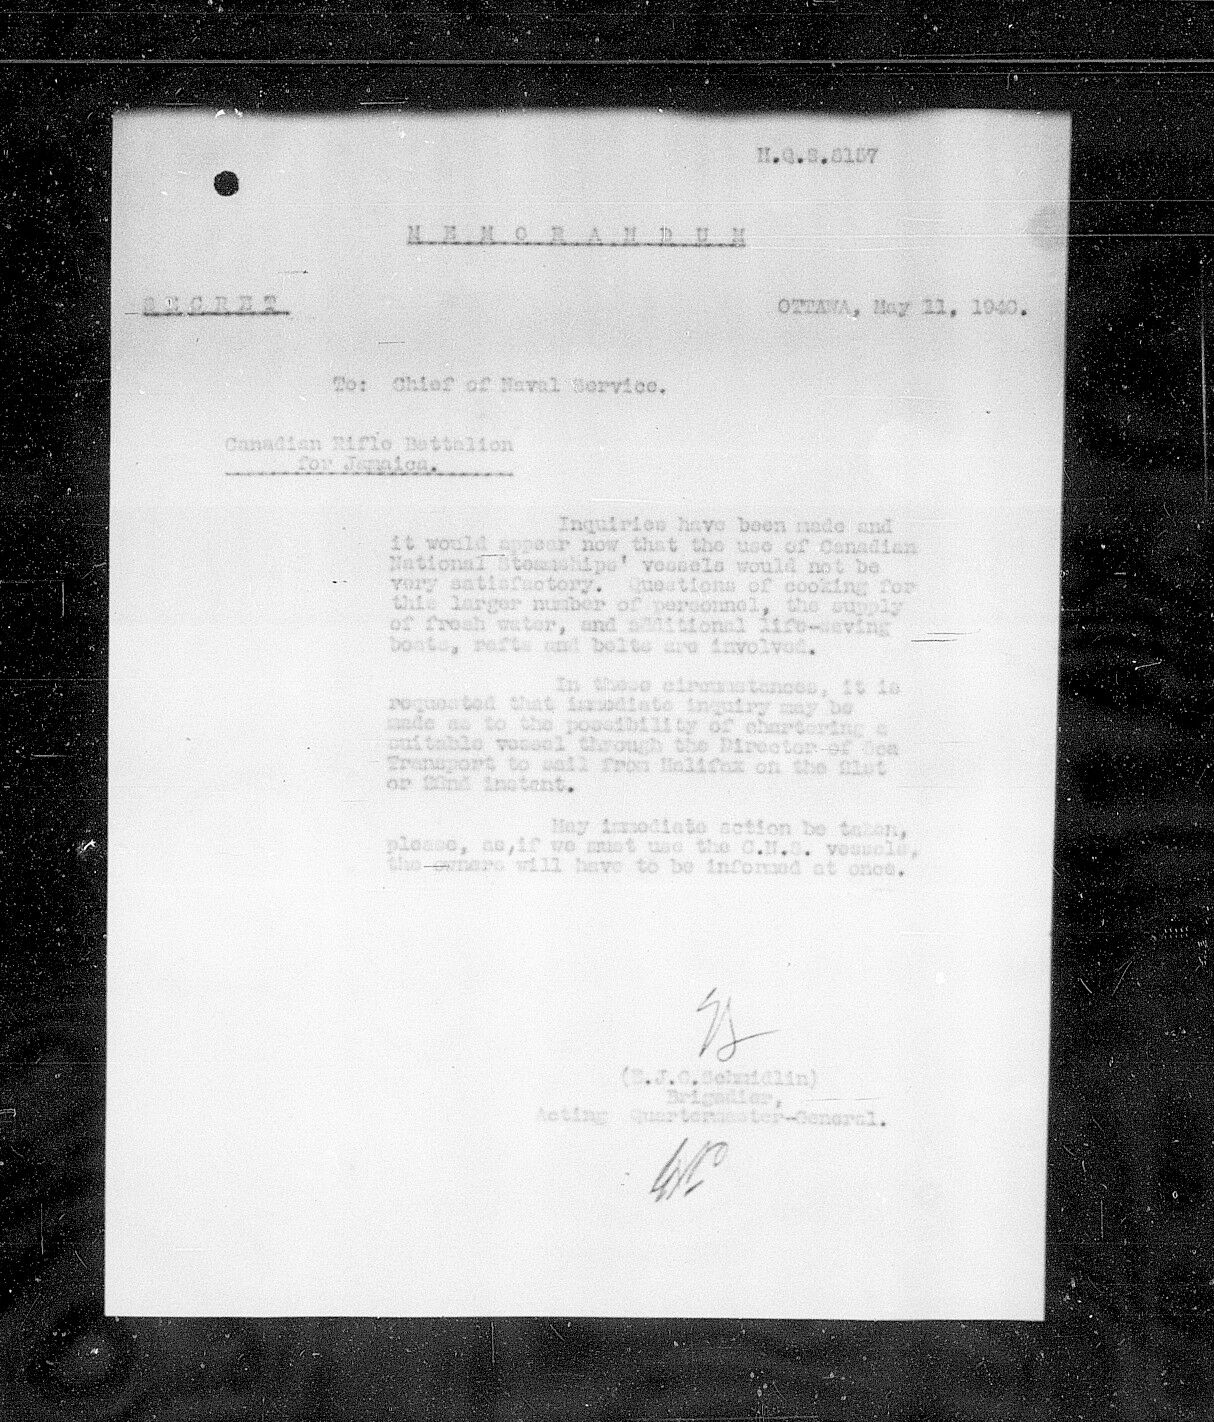 H.Q.S.8157
M E M O R A N D U M
S E C R E T
OTTAWA, May 11, 1940.
To: Chief of Naval Service.
Canadian Rifle Battalion
for Jamaica.
Inquiries have been made and
it would appear now that the use of Canadian
National Steamships' vessels would not be
very satisfactory. Questions of cooking for
this larger number of personnel, the supply
of fresh water, and additional life-saving
boats, rafts and belts are involved.
In these circumstances, it is
requested that immediate inquiry may be
made as to the possibility of chartering a
suitable vessel through the Director of Sea
Transport to sail from Halifax on the 21st
or 22nd instant.
May immediate action be taken,
please, as,if we must use the C.N.S. vessels,
the owners will have to be informed at once.
(E.J.C.Schmidlin)
Brigadier,
Acting Quartermaster-General.